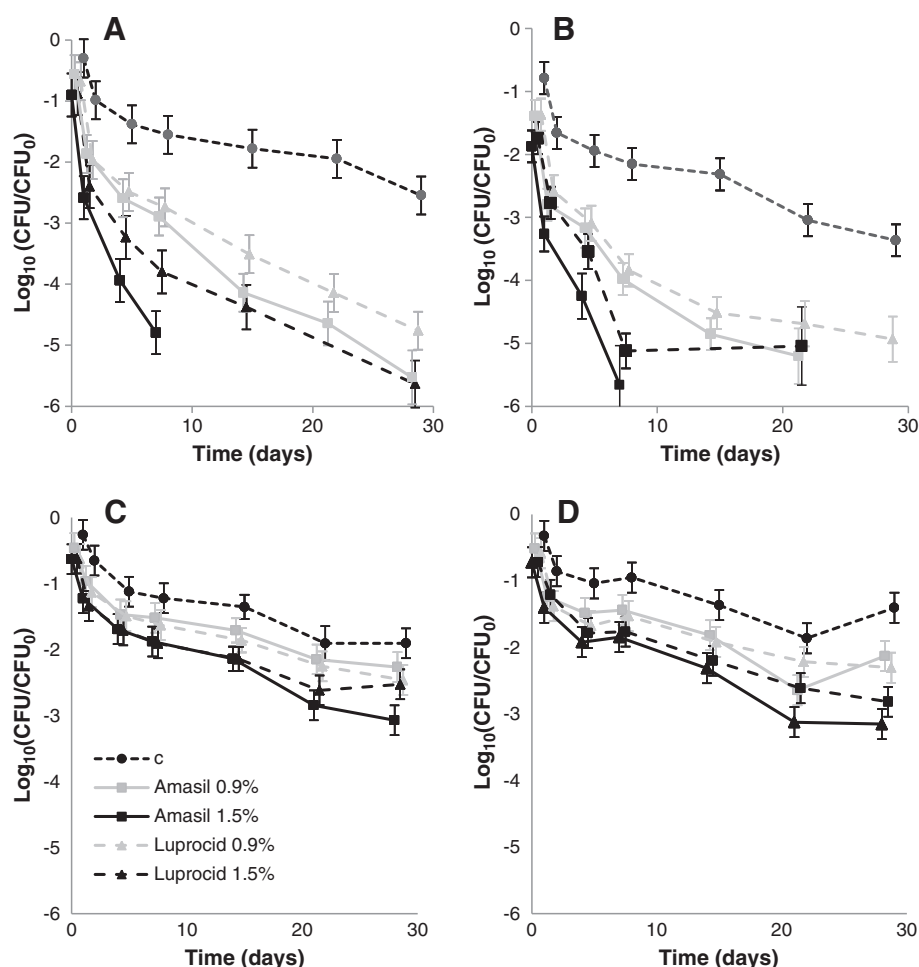 A
0
-1
-2
-3
-4
-5
-6
Log10 (CFU/CFU0)
0 10 20 30
Time (days)
B
0
-1
-2
-3
-4
-5
-6
Log10 (CFU/CFU0)
0 10 20 30
Time (days)
C
0
-1
-2
-3
-4
-5
-6
Log10(CFU/CFU0)
c
Amasil 0.9%
Amasil 1.5%
Luprocid 0.9%
Luprocid 1.5%
0 10 20 30
Time (days)
D
0
-1
-2
-3
-4
-5
-6
Log10(CFU/CFU0)
0 10 20 30
Time (days)